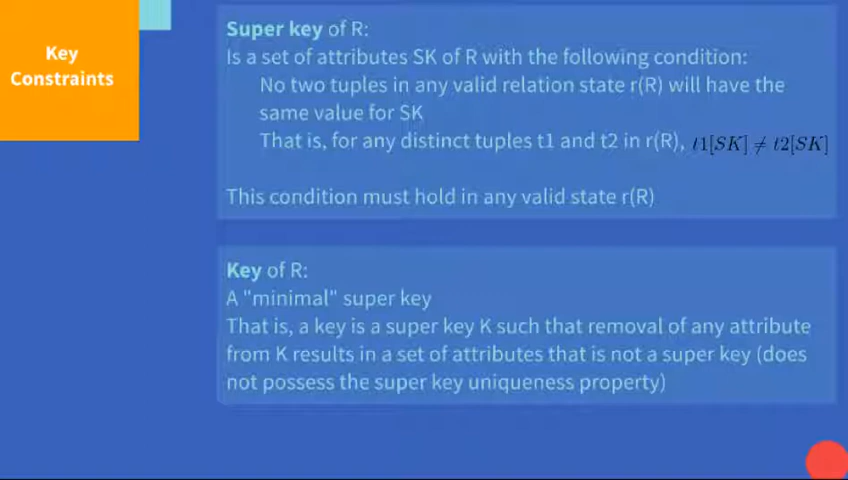 Key
Constraints
Super key of R:
Is a set of attributes SK of R with the following condition:
No two tuples in any valid relation state r(R) will have the
same value for SK
That is, for any distinct tuples t1 and t2 in r(R), t1[SK] ≠ t2[SK]
This condition must hold in any valid state r(R)
Key of R:
A "minimal" super key
That is, a key is a super key K such that removal of any attribute
from K results in a set of attributes that is not a super key (does
not possess the super key uniqueness property)